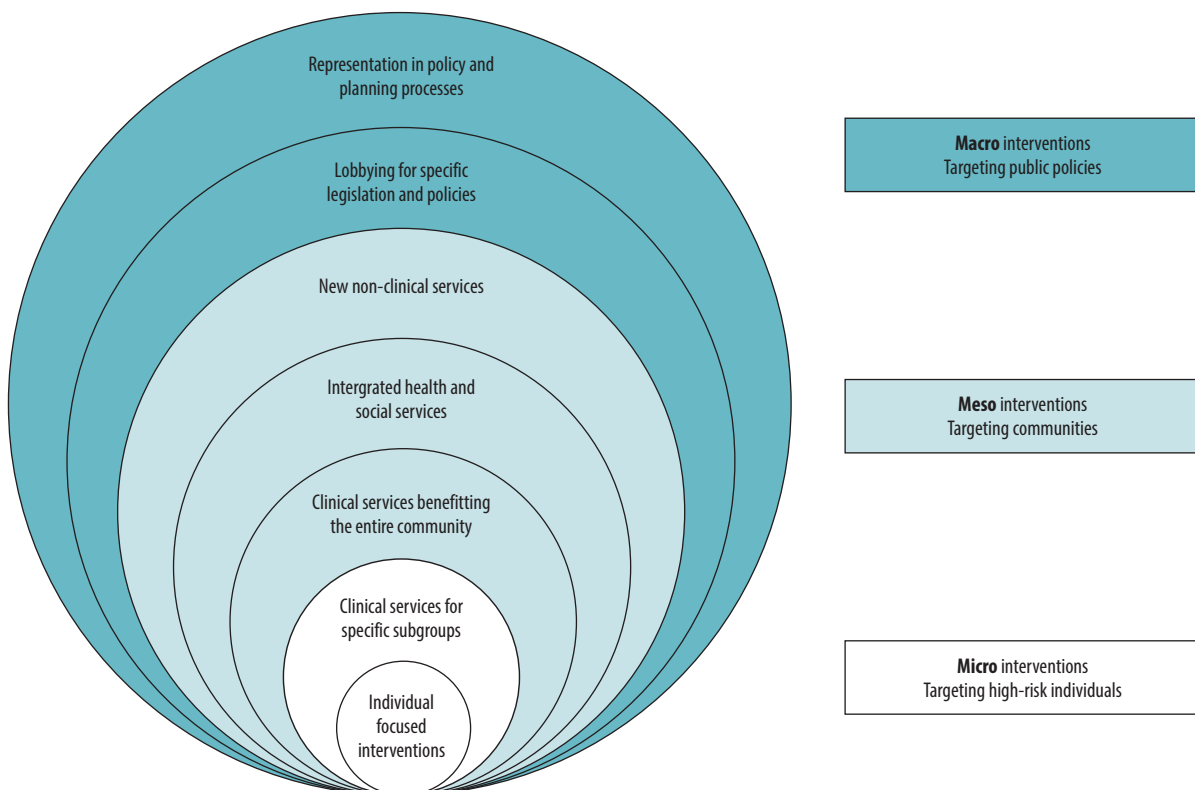 Representation in policy and
planning processes
Lobbying for specific
legislation and policies
New non-clinical services
Intergrated health and
social services
Clinical services benefitting
the entire community
Clinical services for
specific subgroups
Individual
focused
interventions
Macro interventions
Targeting public policies
Meso interventions
Targeting communities
Micro interventions
Targeting high-risk individuals